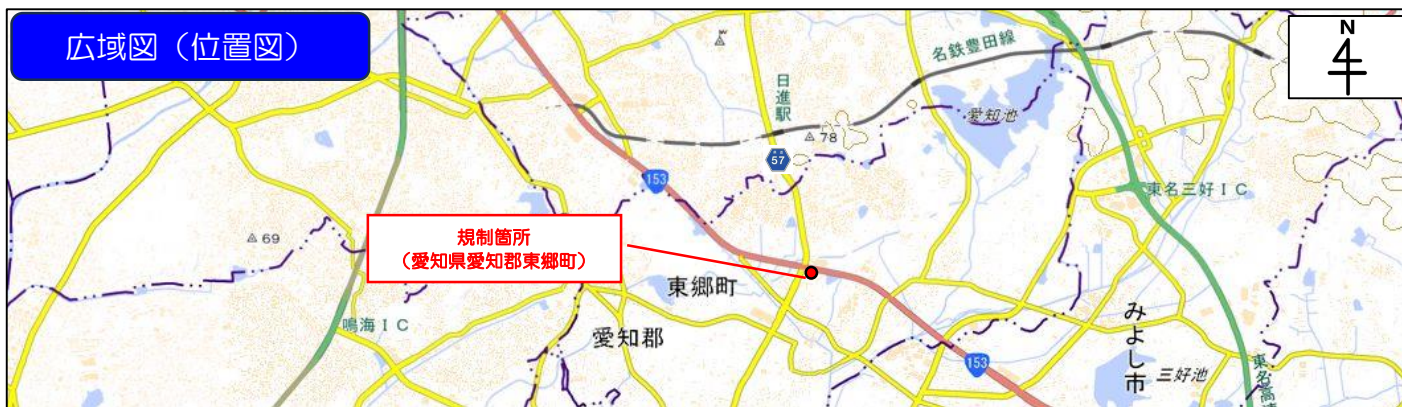 広域図（位置図）
N
名鉄豊田線
日進駅
愛知池
78
57
153
東名三好ＩＣ
69
規制箇所
（愛知県愛知郡東郷町）
東郷町
鳴海ＩＣ
愛知郡
みよし市
153
三好池
東名高速